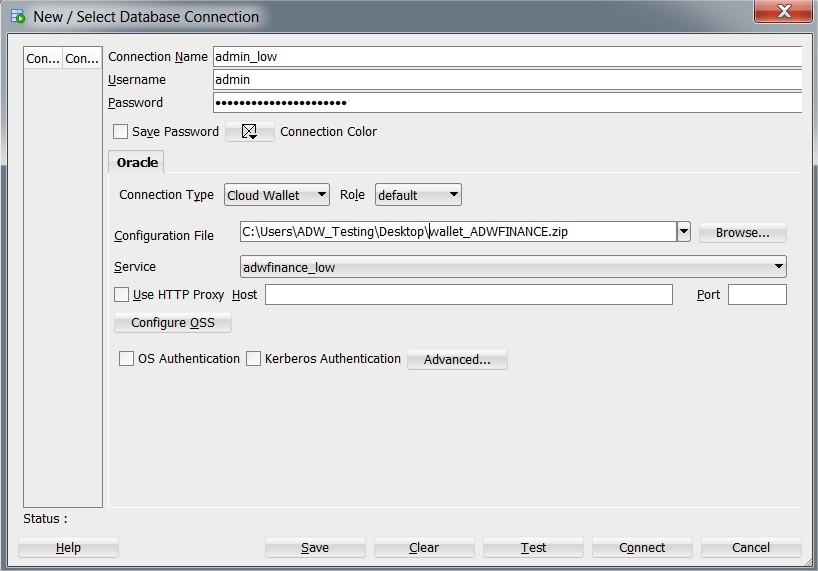 New / Select Database Connection
Con... Con...
Connection Name admin_low
Username admin
Password ••••••••••••••••••••••
Save Password Connection Color
Oracle
Connection Type Cloud Wallet Role default
Configuration File C:\Users\ADW_Testing\Desktop\wallet_ADWFINANCE.zip Browse...
Service adwfinance_low
Use HTTP Proxy Host Port
Configure OSS
OS Authentication Kerberos Authentication Advanced...
Status :
Help Save Clear Test Connect Cancel